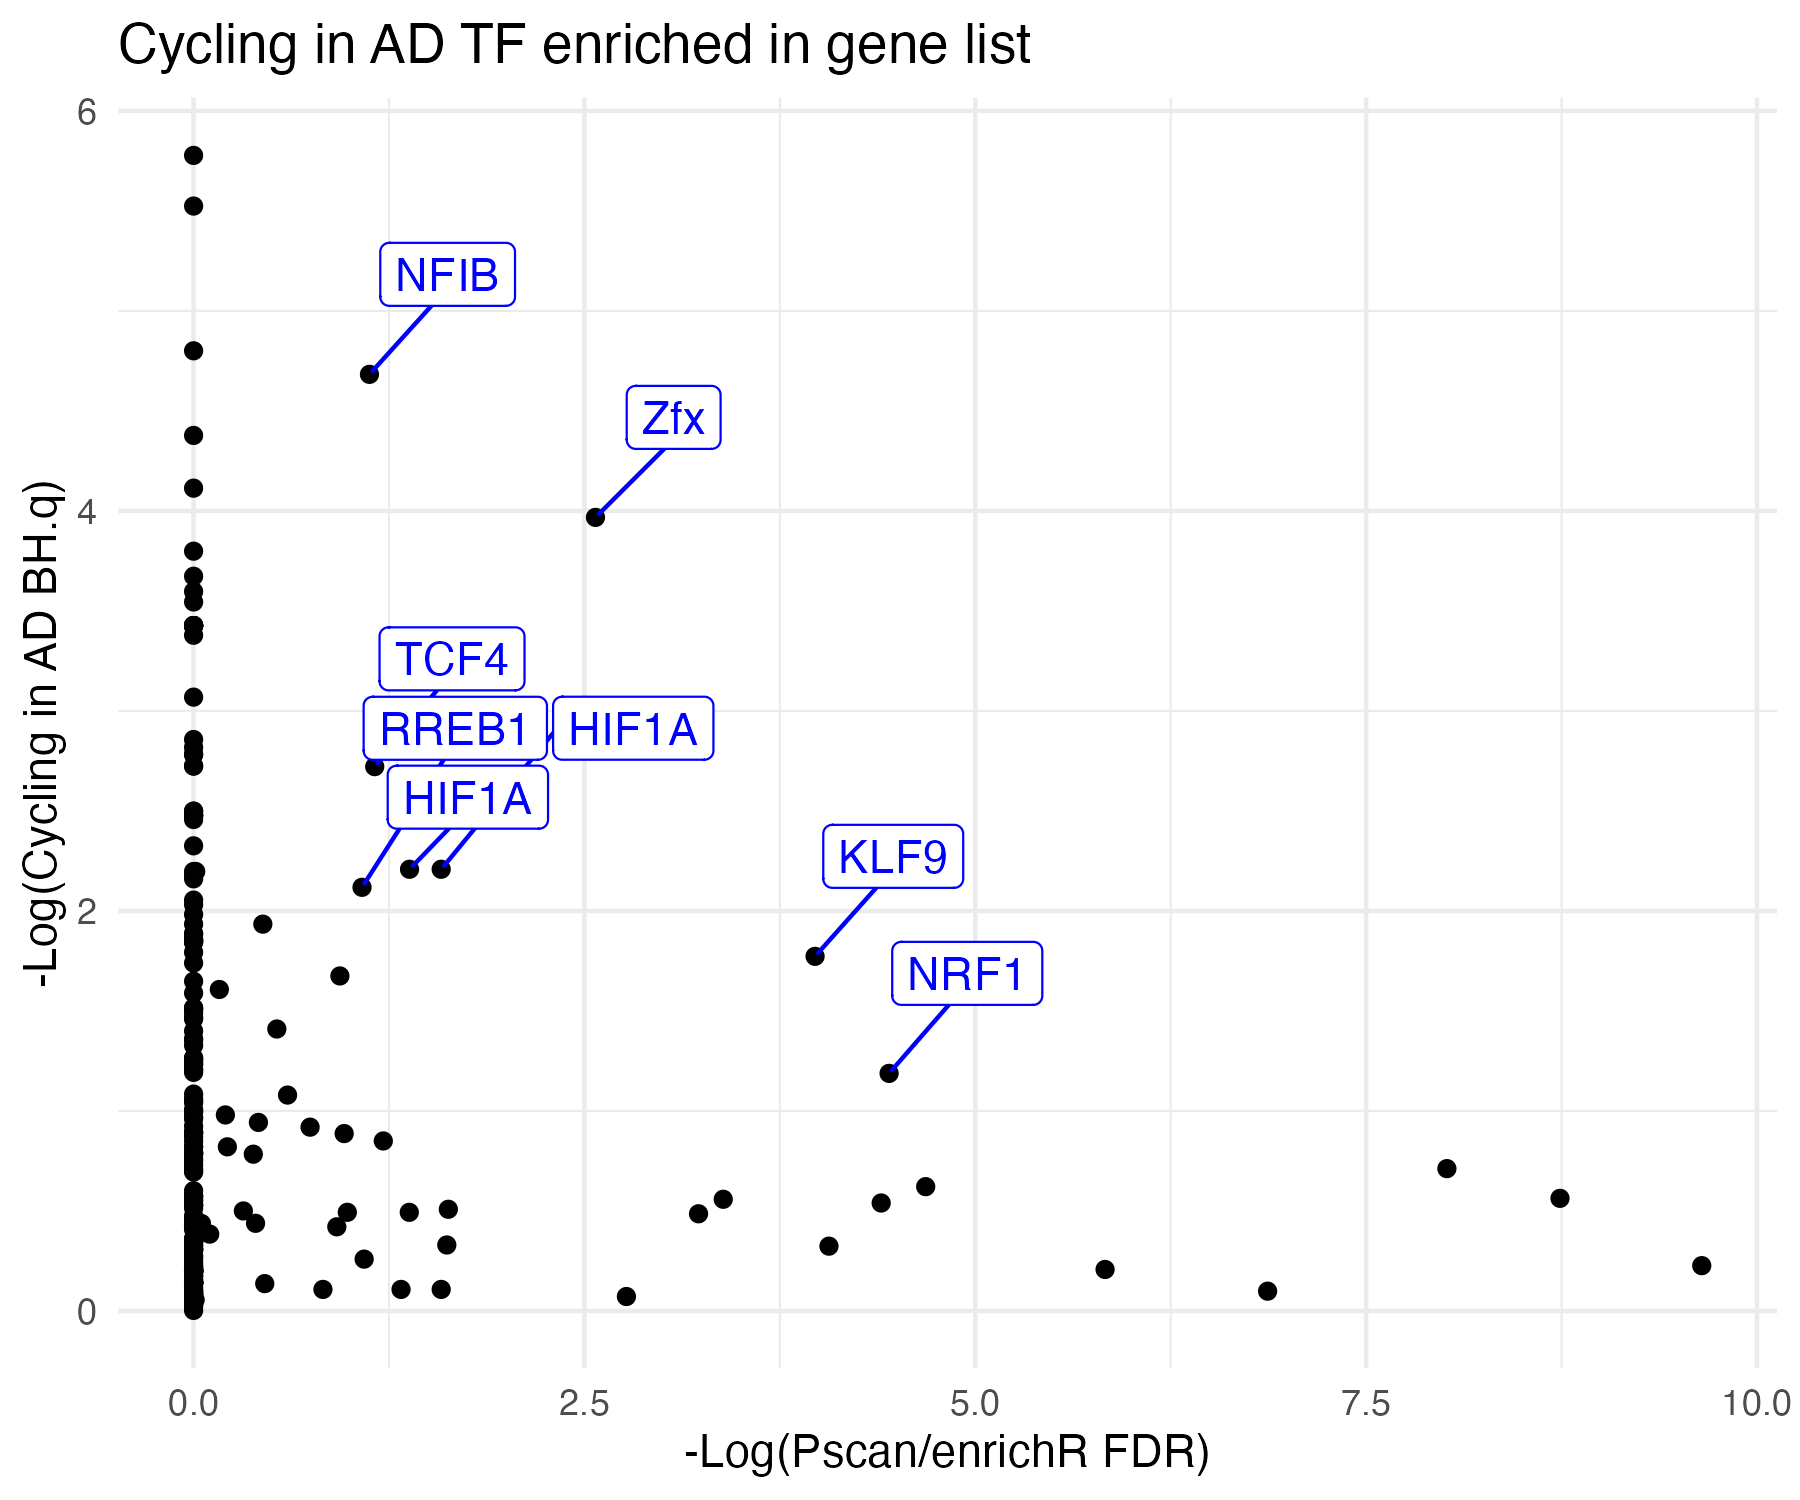 Cycling in AD TF enriched in gene list
6
4
2
0
-Log(Cycling in AD BH.q)
NFIB
Zfx
TCF4
RREB1
HIF1A
HIF1A
KLF9
NRF1
0.0
2.5
5.0
7.5
10.0
-Log(Pscan/enrichR FDR)